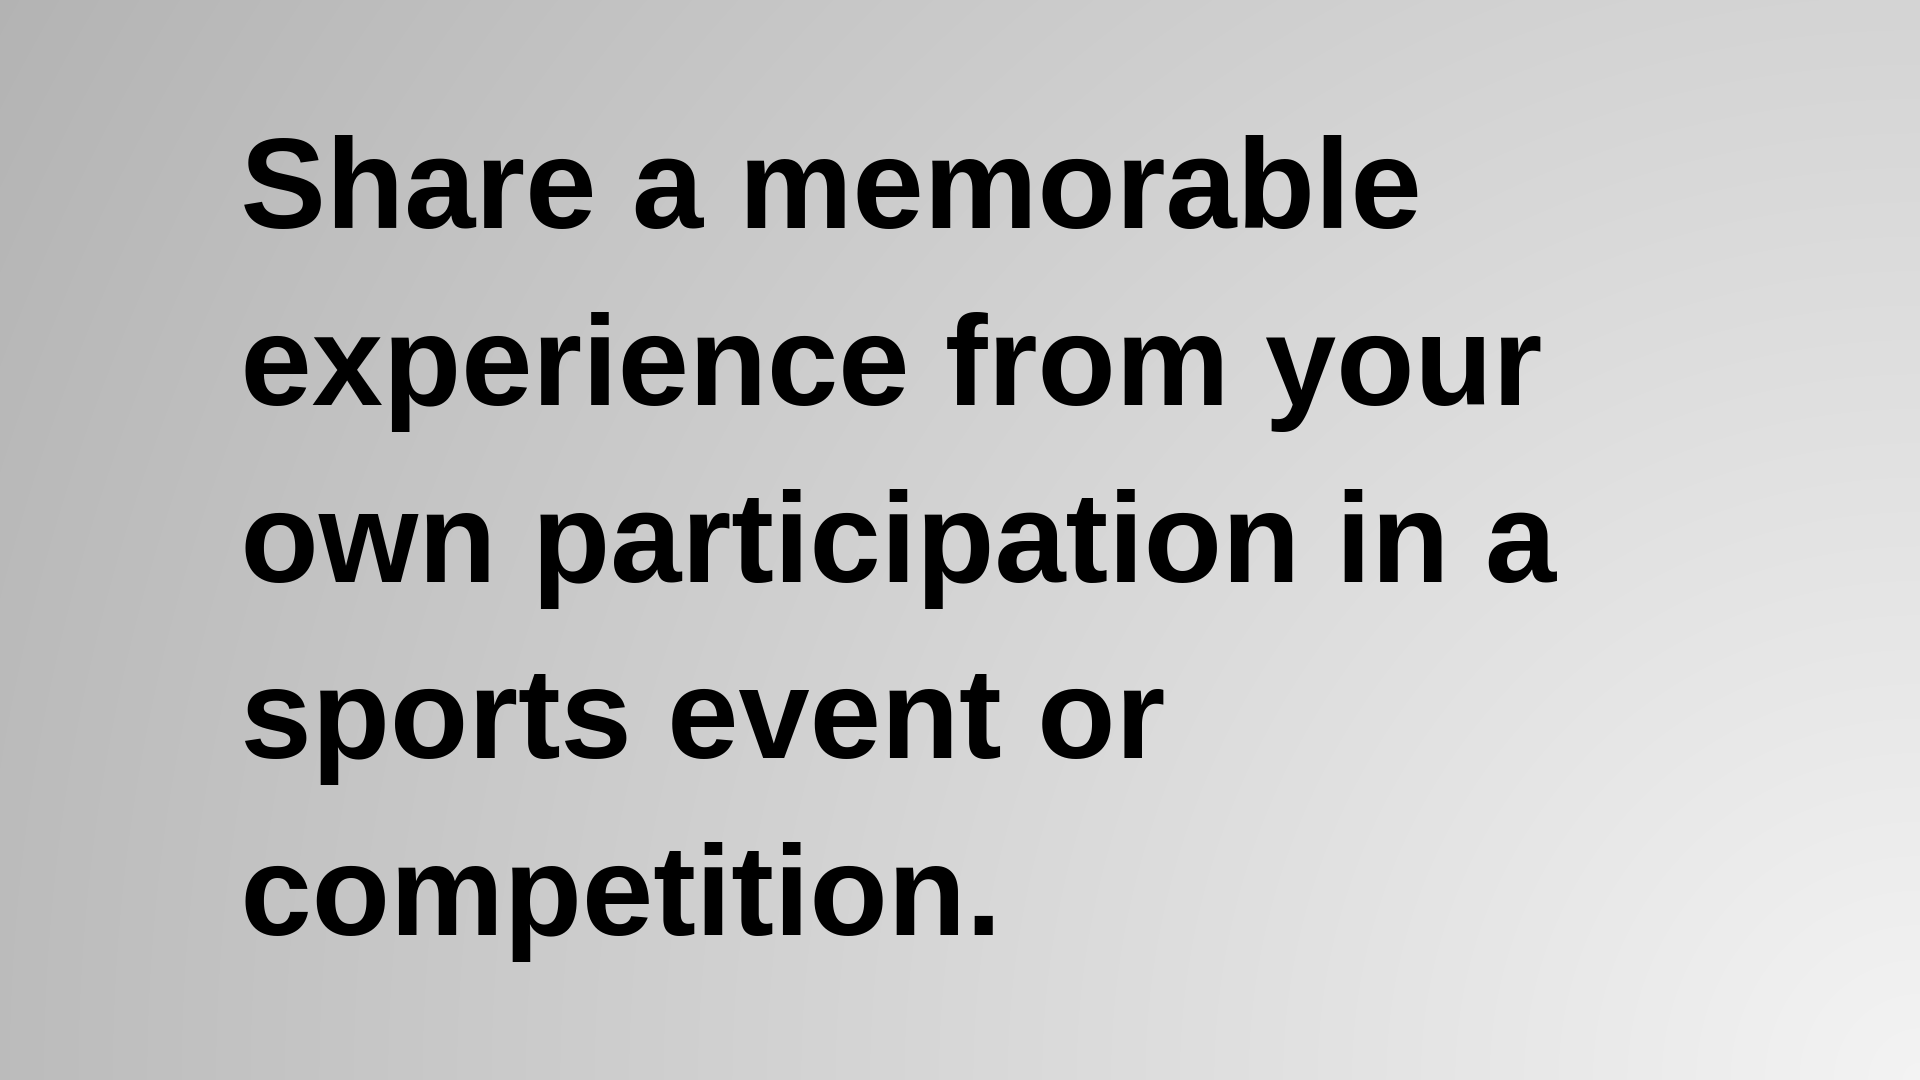 Share a memorable
experience from your
own participation in a
sports event or
competition.